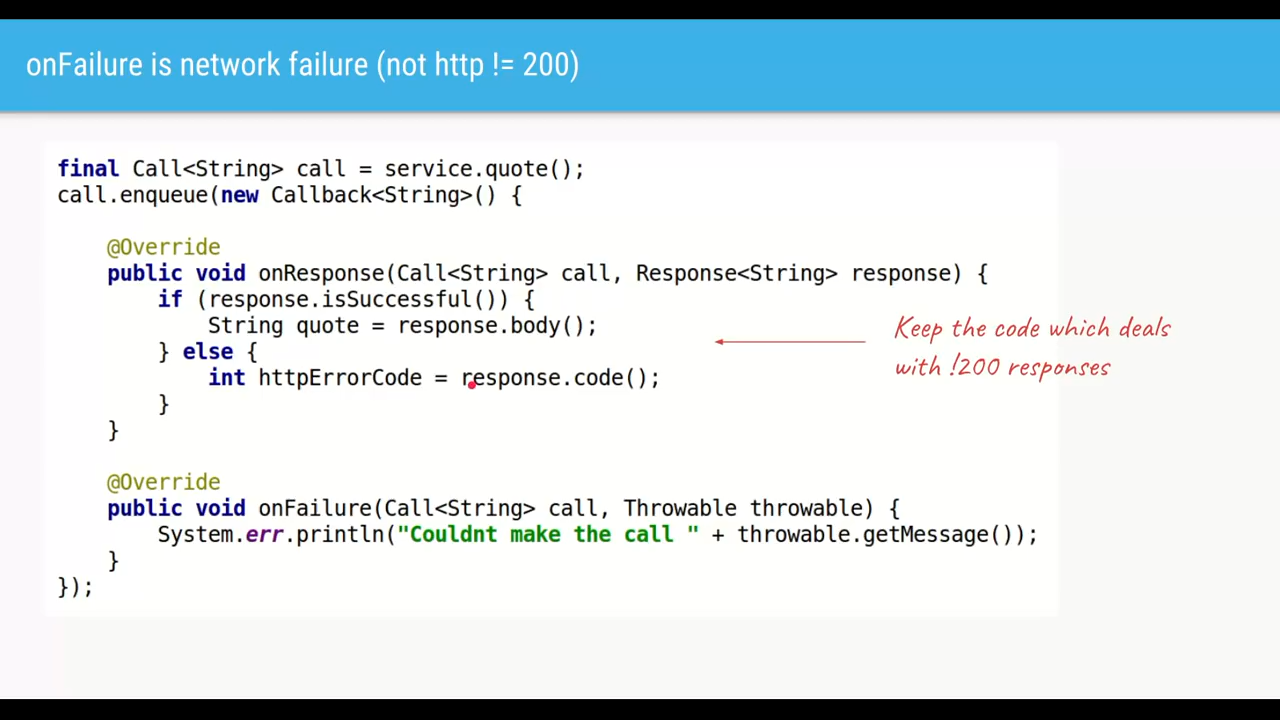 onFailure is network failure (not http != 200)
final Call<String> call = service.quote();
call.enqueue(new Callback<String>() {
@Override
public void onResponse(Call<String> call, Response<String> response) {
if (response.isSuccessful()) {
String quote = response.body();
} else {
int httpErrorCode = response.code();
}
}
@Override
public void onFailure(Call<String> call, Throwable throwable) {
System.err.println("Couldnt make the call " + throwable.getMessage());
}
});
Keep the code which deals
with !200 responses